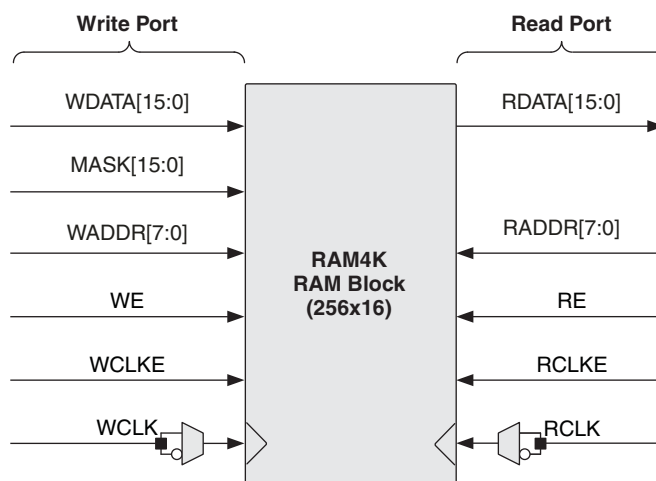 Write Port
Read Port
WDATA[15:0]
RDATA[15:0]
MASK[15:0]
WADDR[7:0]
RADDR[7:0]
RAM4K
RAM Block
(256x16)
WE
RE
WCLKE
RCLKE
WCLK
RCLK